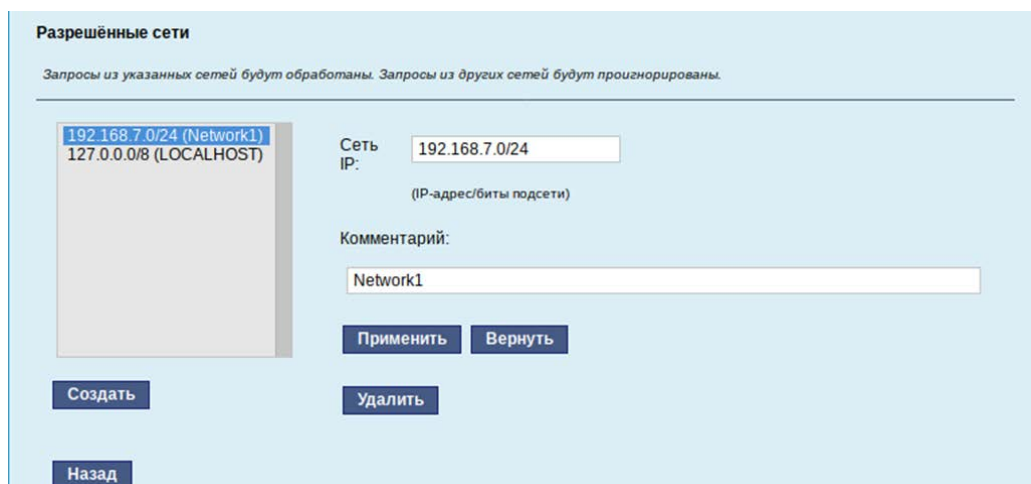 Разрешённые сети
Запросы из указанных сетей будут обработаны. Запросы из других сетей будут проигнорированы.
192.168.7.0/24 (Network1)
127.0.0.0/8 (LOCALHOST)
Сеть
IP:
192.168.7.0/24
(IP-адрес/биты подсети)
Комментарий:
Network1
Применить
Вернуть
Создать
Удалить
Назад